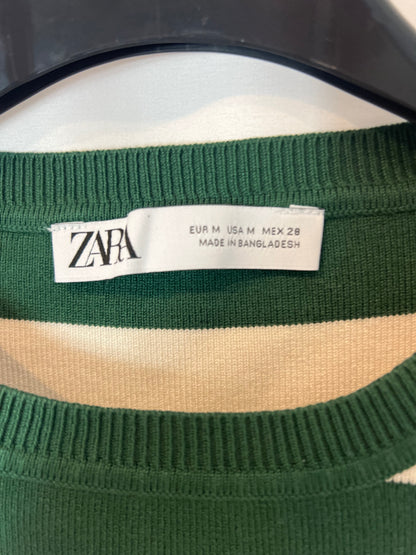 ZARA
EUR M USA M MEX 28
MADE IN BANGLADESH